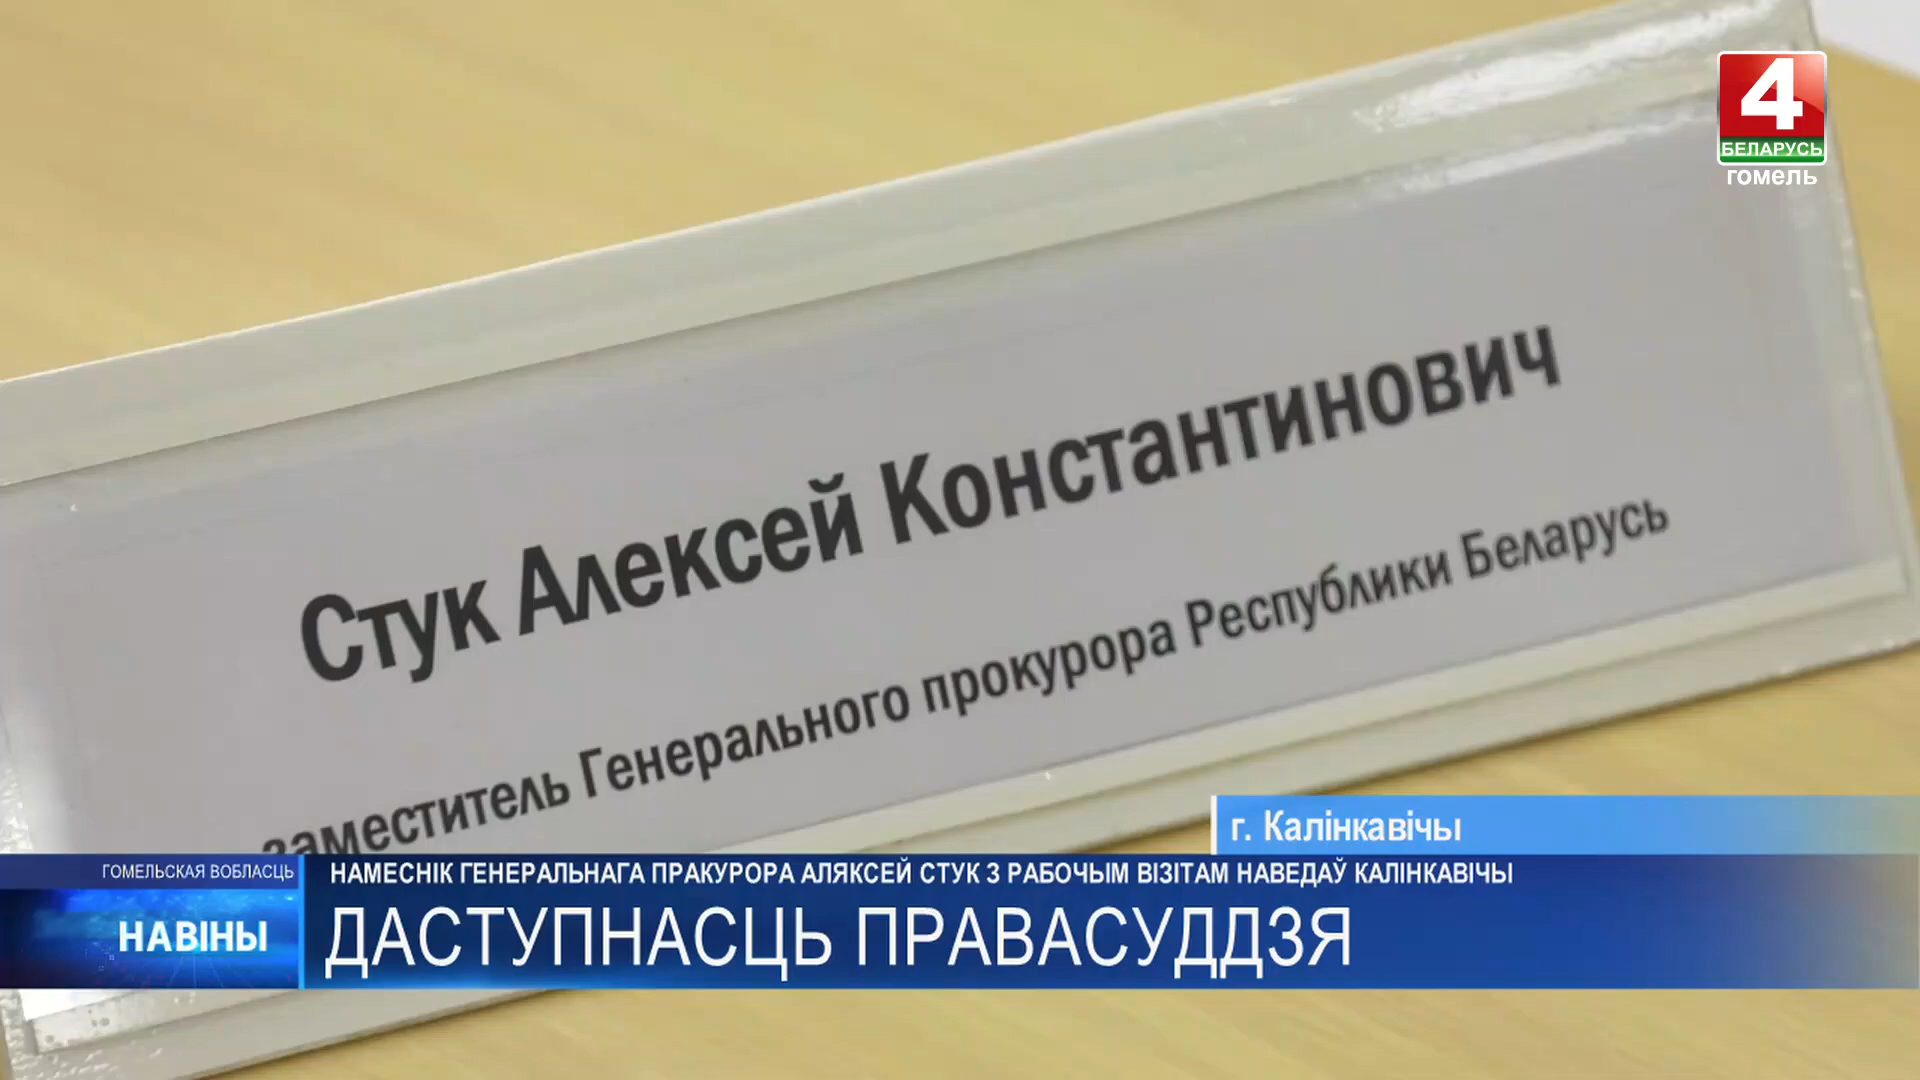 4
БЕЛАРУСЬ
гомель
Стук Алексей Константинович
заместитель Генерального прокурора Республики Беларусь
г. Калінкавічы
ГОМЕЛЬСКАЯ ВОБЛАСЦЬ
НАВІНЫ
НАМЕСНІК ГЕНЕРАЛЬНАГА ПРАКУРОРА АЛЯКСЕЙ СТУК З РАБОЧЫМ ВІЗІТАМ НАВЕДАЎ КАЛІНКАВІЧЫ
ДАСТУПНАСЦЬ ПРАВАСУДДЗЯ